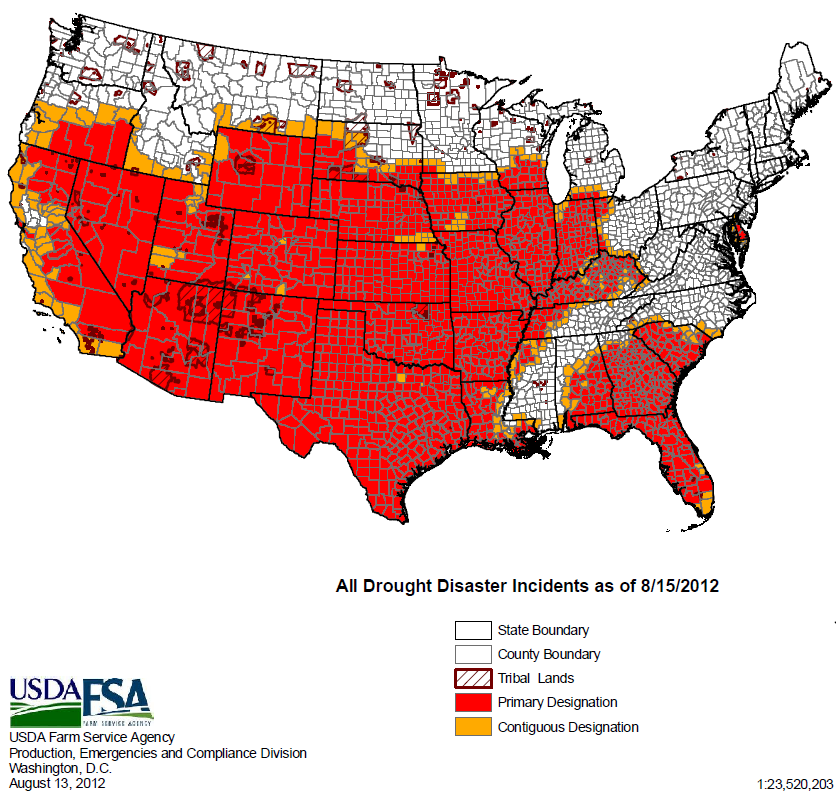 All Drought Disaster Incidents as of 8/15/2012
State Boundary
County Boundary
Tribal Lands
Primary Designation
Contiguous Designation
USDA FSA
FARM SERVICE AGENCY
USDA Farm Service Agency
Production, Emergencies and Compliance Division
Washington, D.C.
August 13, 2012
1:23,520,203